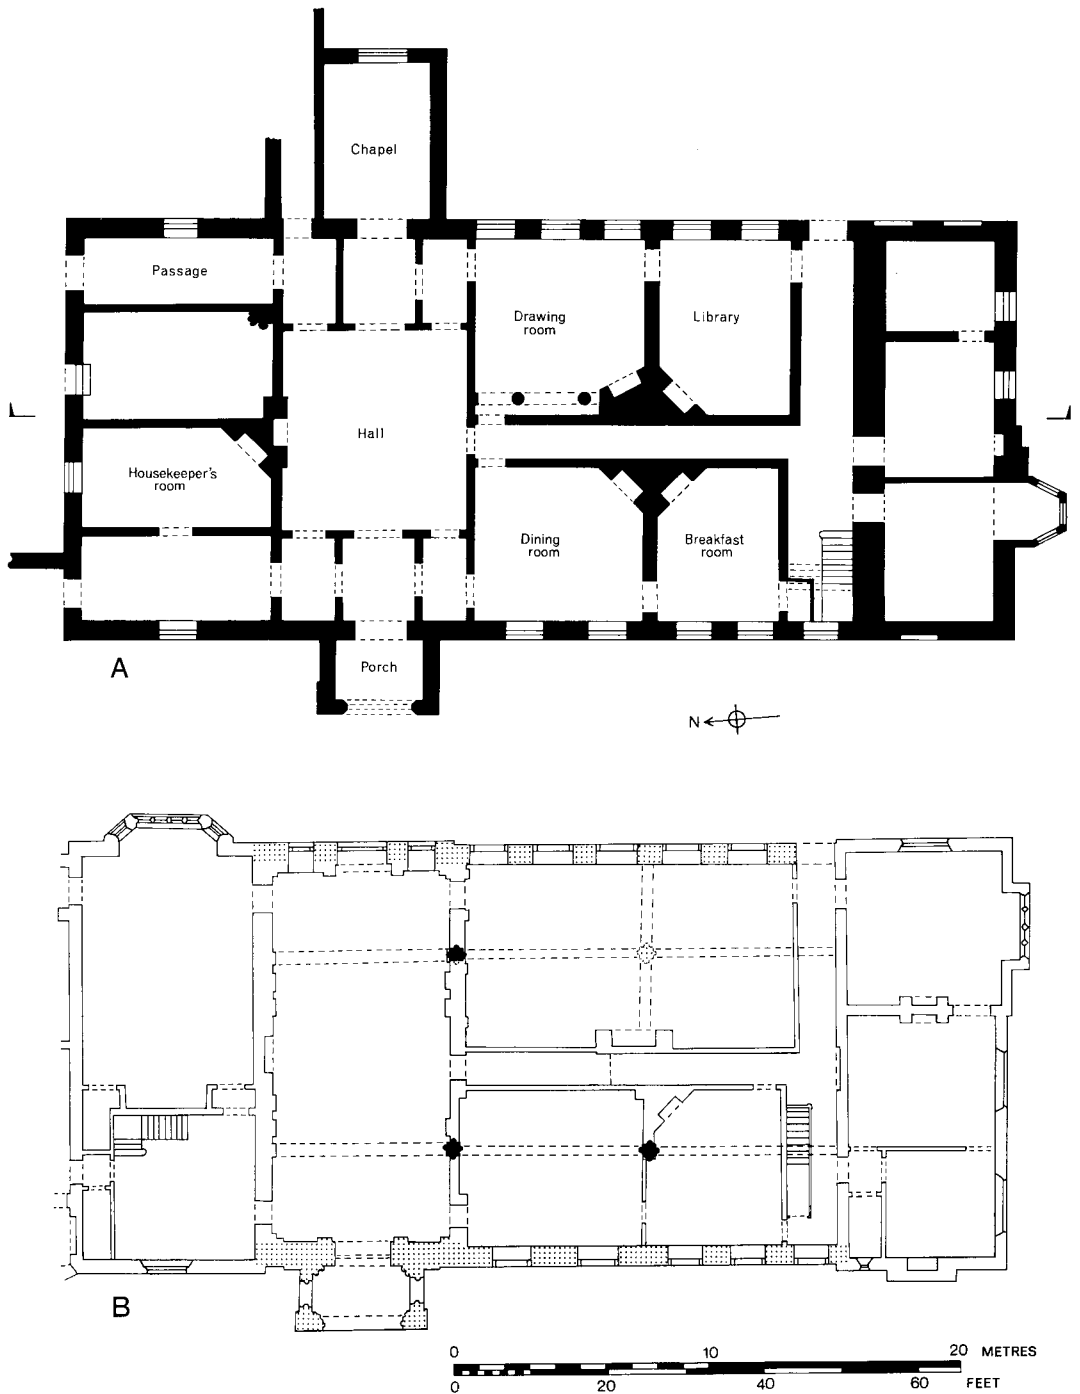 Chapel
Passage
Drawing
room
Library
Hall
Housekeeper's
room
Dining
room
Breakfast
room
Porch
A
N
B
0 10 20 METRES
0 20 40 60 FEET